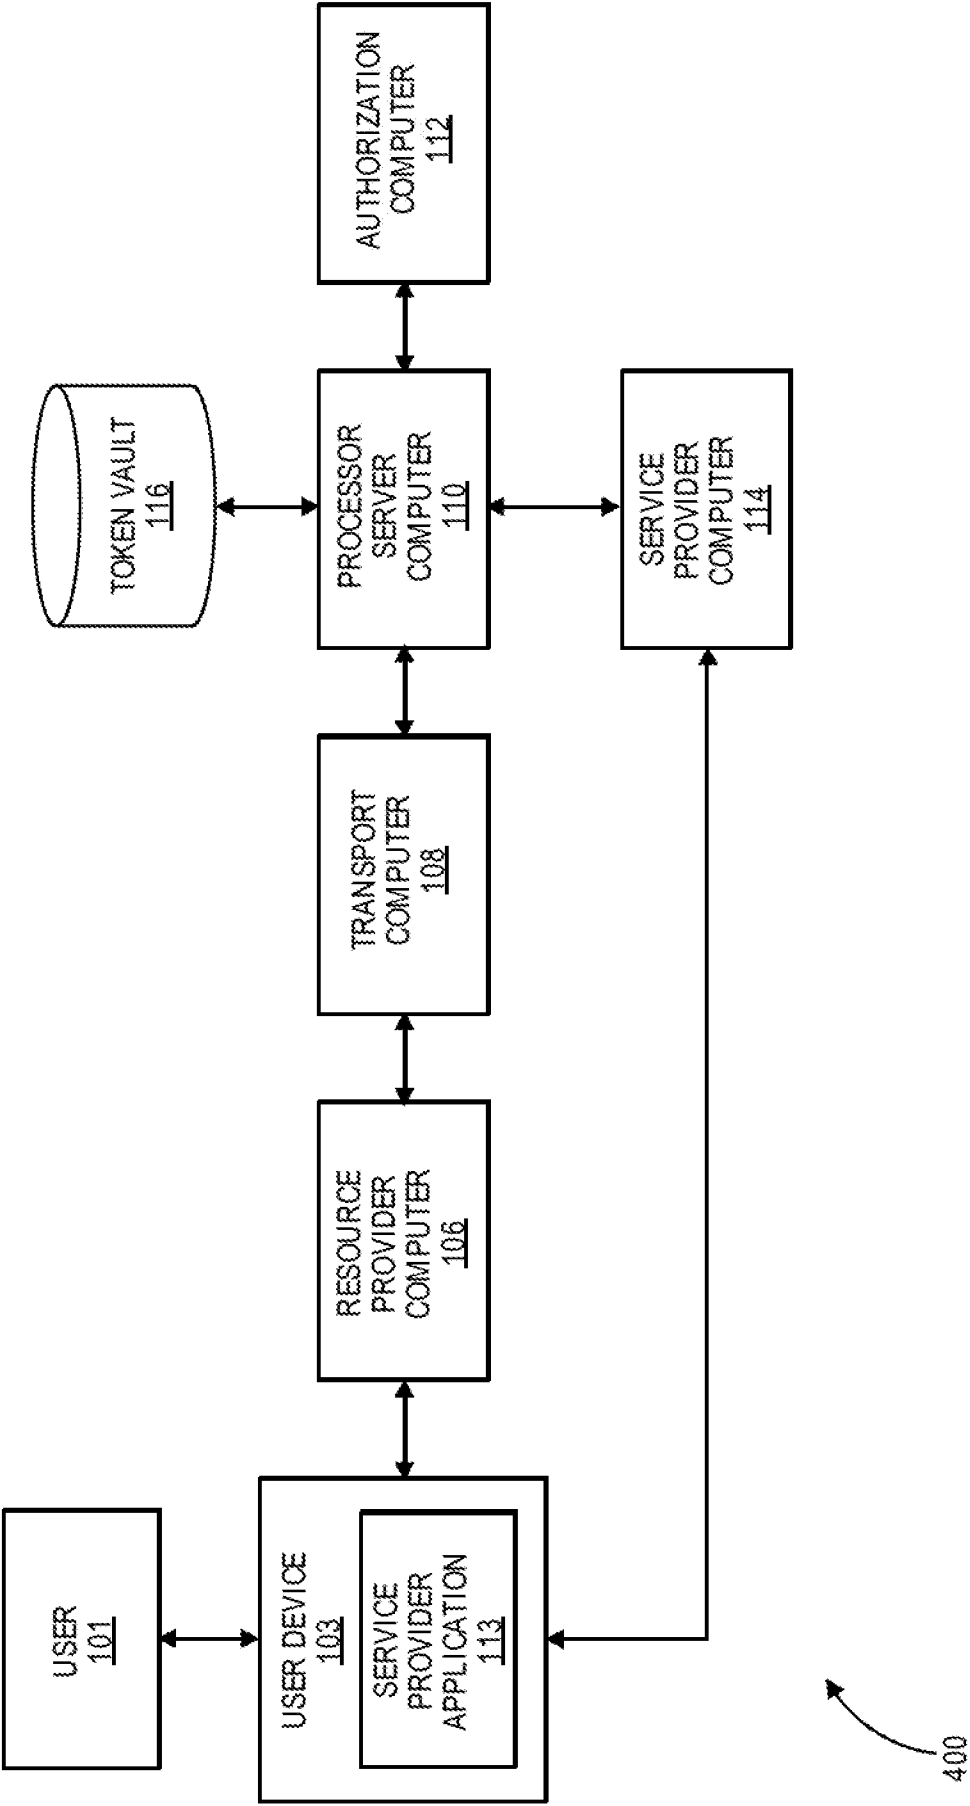 USER
101
USER DEVICE
103
SERVICE
PROVIDER
APPLICATION
113
RESOURCE
PROVIDER
COMPUTER
106
TRANSPORT
COMPUTER
108
TOKEN VAULT
116
PROCESSOR
SERVER
COMPUTER
110
SERVICE
PROVIDER
COMPUTER
114
AUTHORIZATION
COMPUTER
112
400